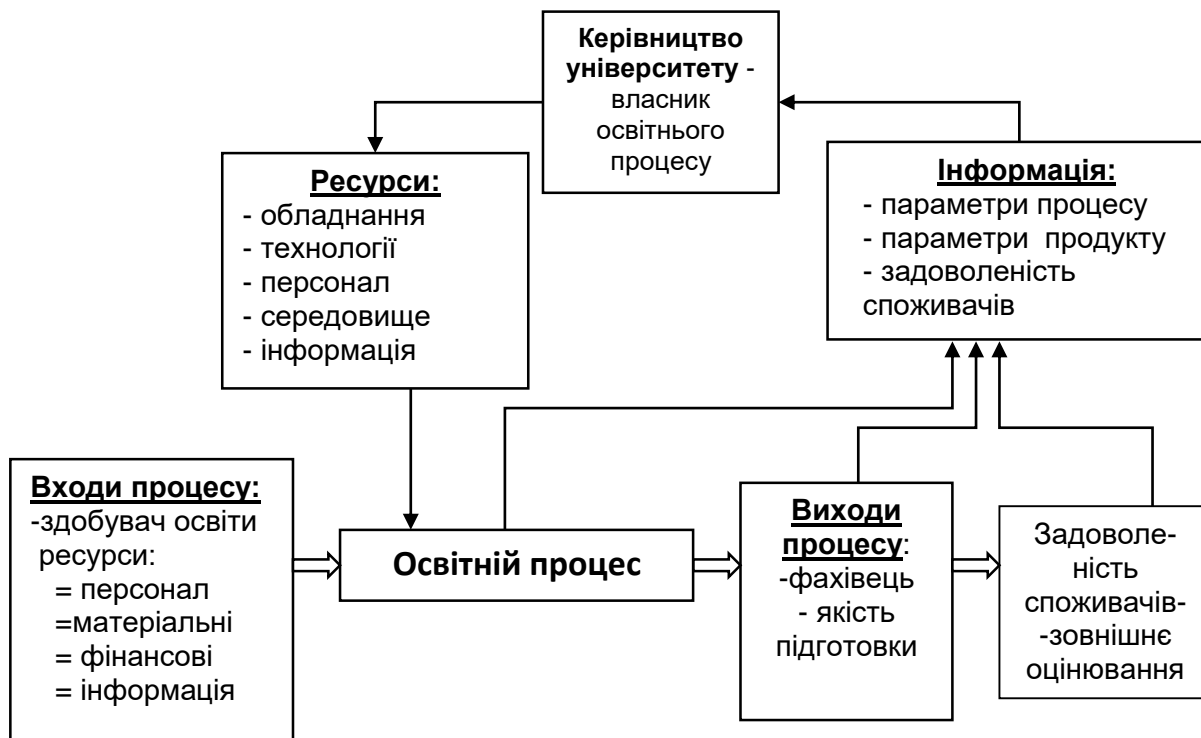 Керівництво
університету -
власник
освітнього
процесу
Ресурси:
- обладнання
- технології
- персонал
- середовище
- інформація
Інформація:
- параметри процесу
- параметри продукту
- задоволеність
споживачів
Входи процесу:
-здобувач освіти
ресурси:
= персонал
=матеріальні
= фінансові
= інформація
Освітній процес
Виходи
процесу:
-фахівець
- якість
підготовки
Задоволе-
ність
споживачів-
-зовнішнє
оцінювання